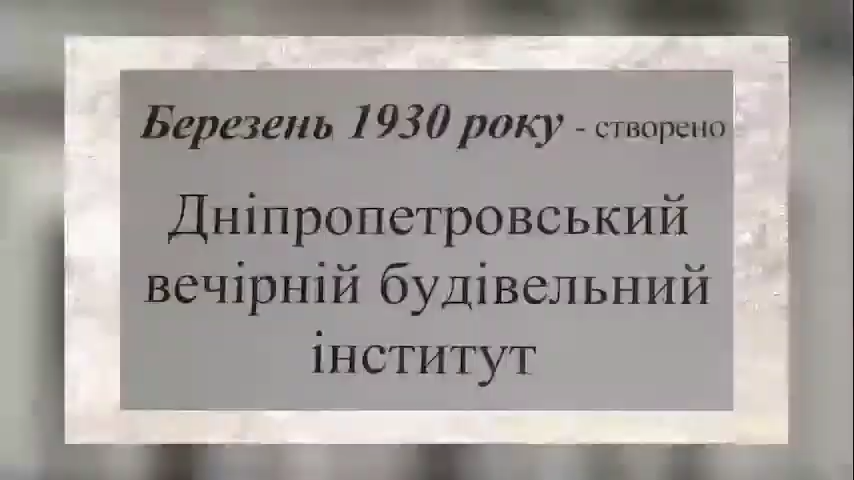 Березень 1930 року - створено
Дніпропетровський
вечірній будівельний
інститут